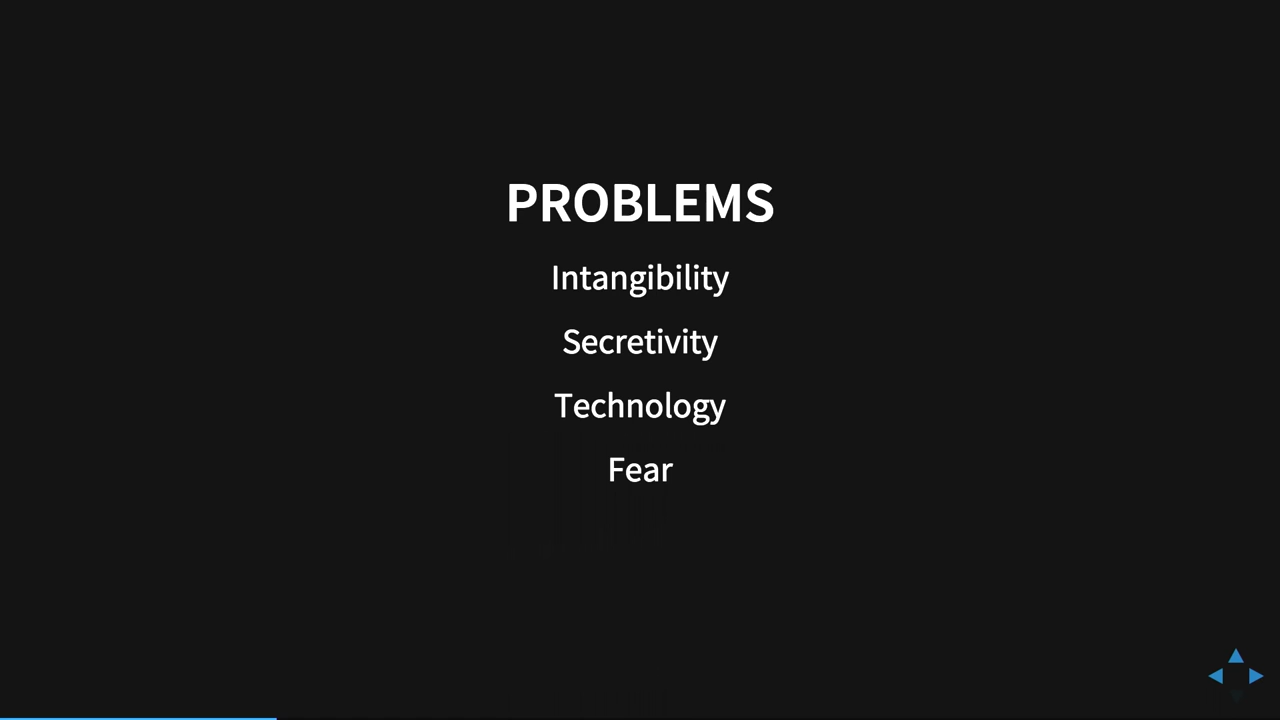 PROBLEMS
Intangibility
Secretivity
Technology
Fear